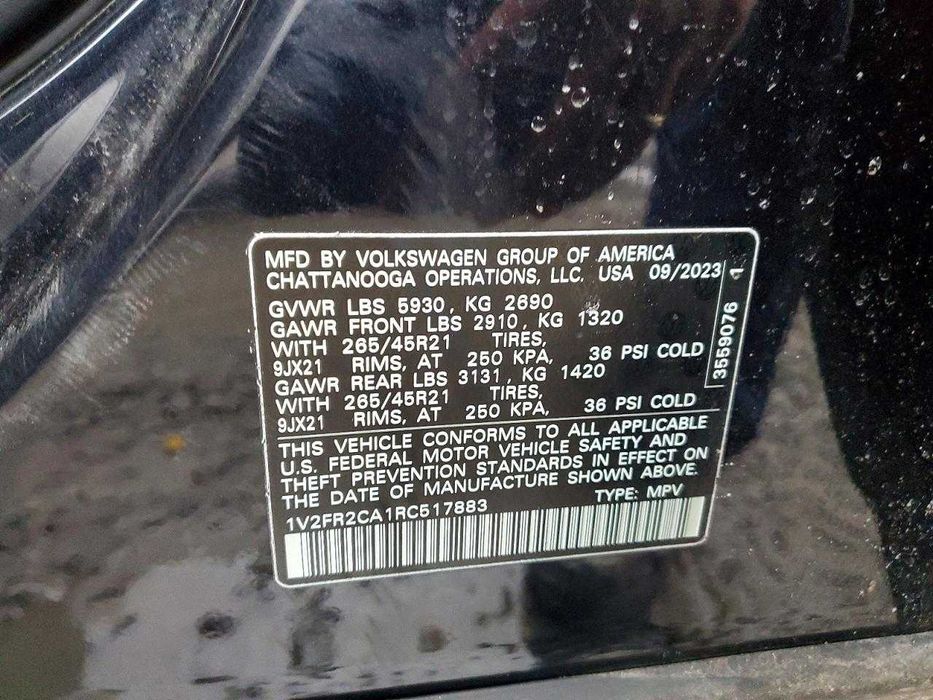 MFD BY VOLKSWAGEN GROUP OF AMERICA
CHATTANOOGA OPERATIONS, LLC. USA 09/2023
GVWR LBS 5930, KG 2690
GAWR FRONT LBS 2910, KG 1320
WITH 265/45R21 TIRES,
9JX21 RIMS, AT 250 KPA, 36 PSI COLD
GAWR REAR LBS 3131, KG 1420
WITH 265/45R21 TIRES,
9JX21 RIMS, AT 250 KPA, 36 PSI COLD
THIS VEHICLE CONFORMS TO ALL APPLICABLE
U.S. FEDERAL MOTOR VEHICLE SAFETY AND
THEFT PREVENTION STANDARDS IN EFFECT ON
THE DATE OF MANUFACTURE SHOWN ABOVE.
TYPE: MPV
1V2FR2CA1RC517883
3559076 1